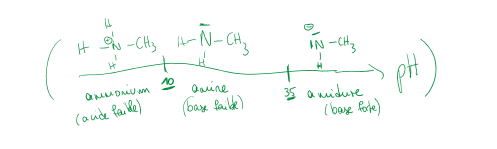 H
H - N⊕ - CH₃ H - N̄ - CH₃ |N̄⊖ - CH₃
H H H
10 35 pH
ammonium amine amidure
(acide faible) (base faible) (base forte)